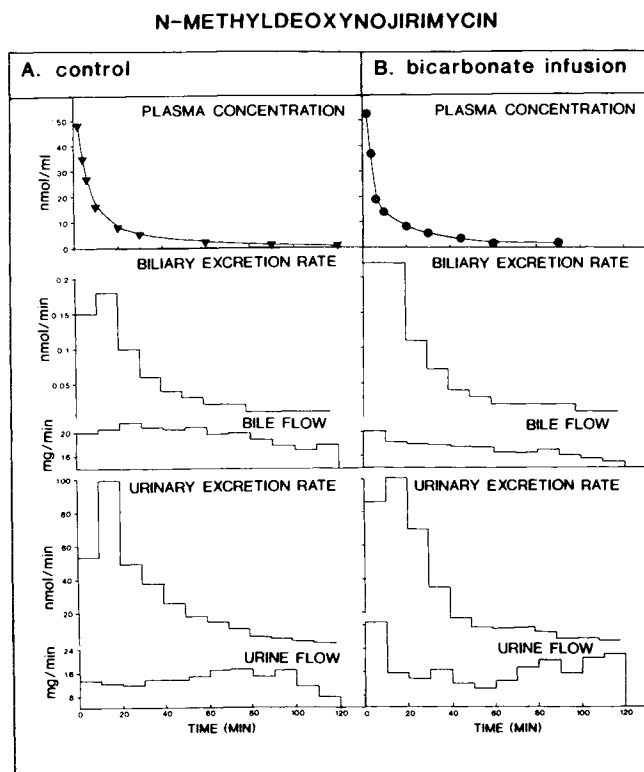 N-METHYLDEOXYNOJIRIMYCIN
A. control
B. bicarbonate infusion
PLASMA CONCENTRATION
PLASMA CONCENTRATION
nmol/ml
50
40
30
20
10
0
BILIARY EXCRETION RATE
BILIARY EXCRETION RATE
nmol/min
0.2
0.15
0.1
0.05
BILE FLOW
BILE FLOW
mg/min
20
16
URINARY EXCRETION RATE
URINARY EXCRETION RATE
nmol/min
100
80
60
40
20
URINE FLOW
URINE FLOW
mg/min
24
16
8
0 20 40 60 80 100 120
0 20 40 60 80 100 120
TIME (MIN)
TIME (MIN)